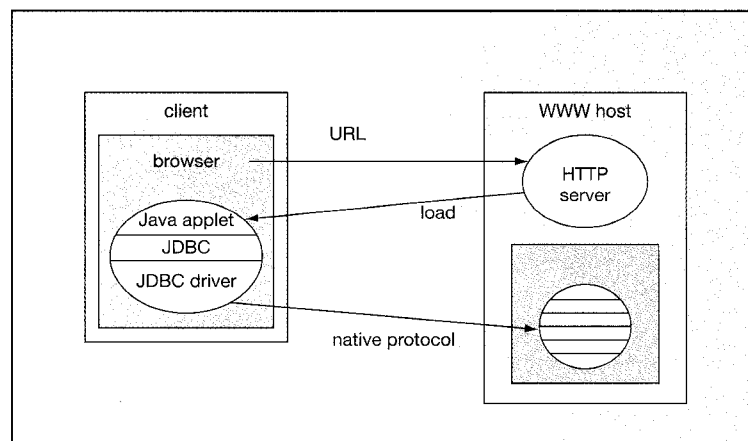 client
WWW host
URL
browser
HTTP
server
load
Java applet
JDBC
JDBC driver
native protocol